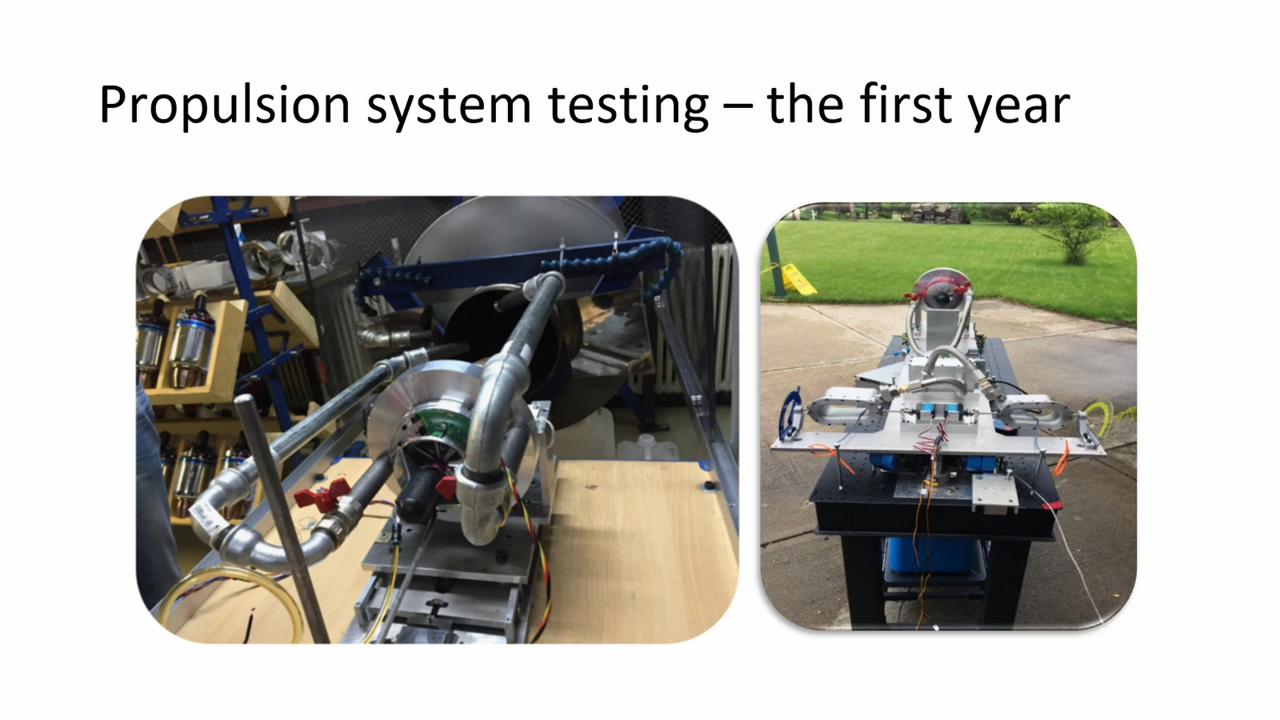 Propulsion system testing – the first year